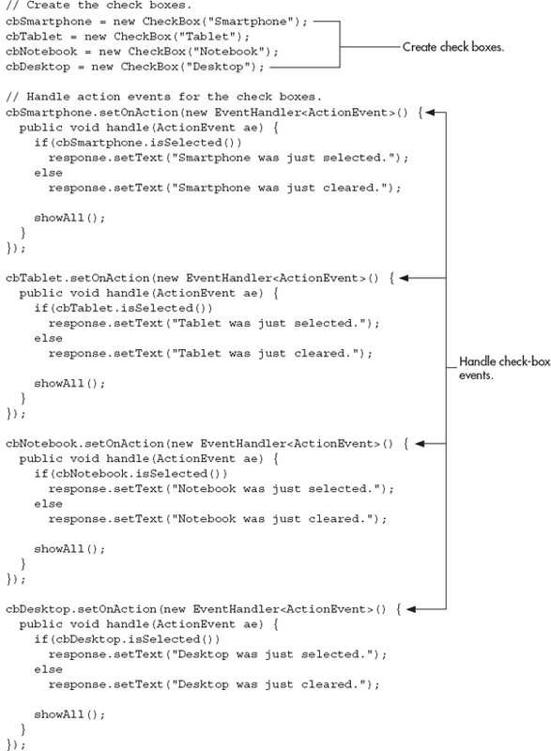 // Create the check boxes.
cbSmartphone = new CheckBox("Smartphone");
cbTablet = new CheckBox("Tablet");
cbNotebook = new CheckBox("Notebook");
cbDesktop = new CheckBox("Desktop");
Create check boxes.
// Handle action events for the check boxes.
cbSmartphone.setOnAction(new EventHandler<ActionEvent>() {
public void handle(ActionEvent ae) {
if(cbSmartphone.isSelected())
response.setText("Smartphone was just selected.");
else
response.setText("Smartphone was just cleared.");
showAll();
}
});
cbTablet.setOnAction(new EventHandler<ActionEvent>() {
public void handle(ActionEvent ae) {
if(cbTablet.isSelected())
response.setText("Tablet was just selected.");
else
response.setText("Tablet was just cleared.");
showAll();
}
});
Handle check-box
events.
cbNotebook.setOnAction(new EventHandler<ActionEvent>() {
public void handle(ActionEvent ae) {
if(cbNotebook.isSelected())
response.setText("Notebook was just selected.");
else
response.setText("Notebook was just cleared.");
showAll();
}
});
cbDesktop.setOnAction(new EventHandler<ActionEvent>() {
public void handle(ActionEvent ae) {
if(cbDesktop.isSelected())
response.setText("Desktop was just selected.");
else
response.setText("Desktop was just cleared.");
showAll();
}
});